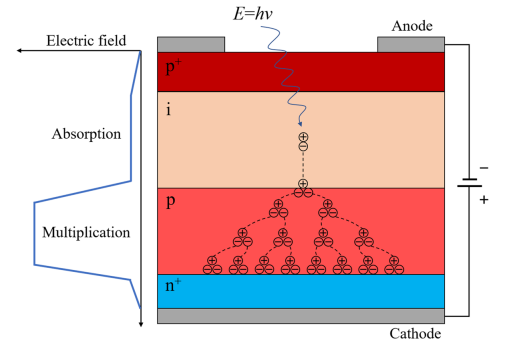 E=hν
Electric field
Anode
p⁺
i
Absorption
−
+
p
Multiplication
n⁺
Cathode